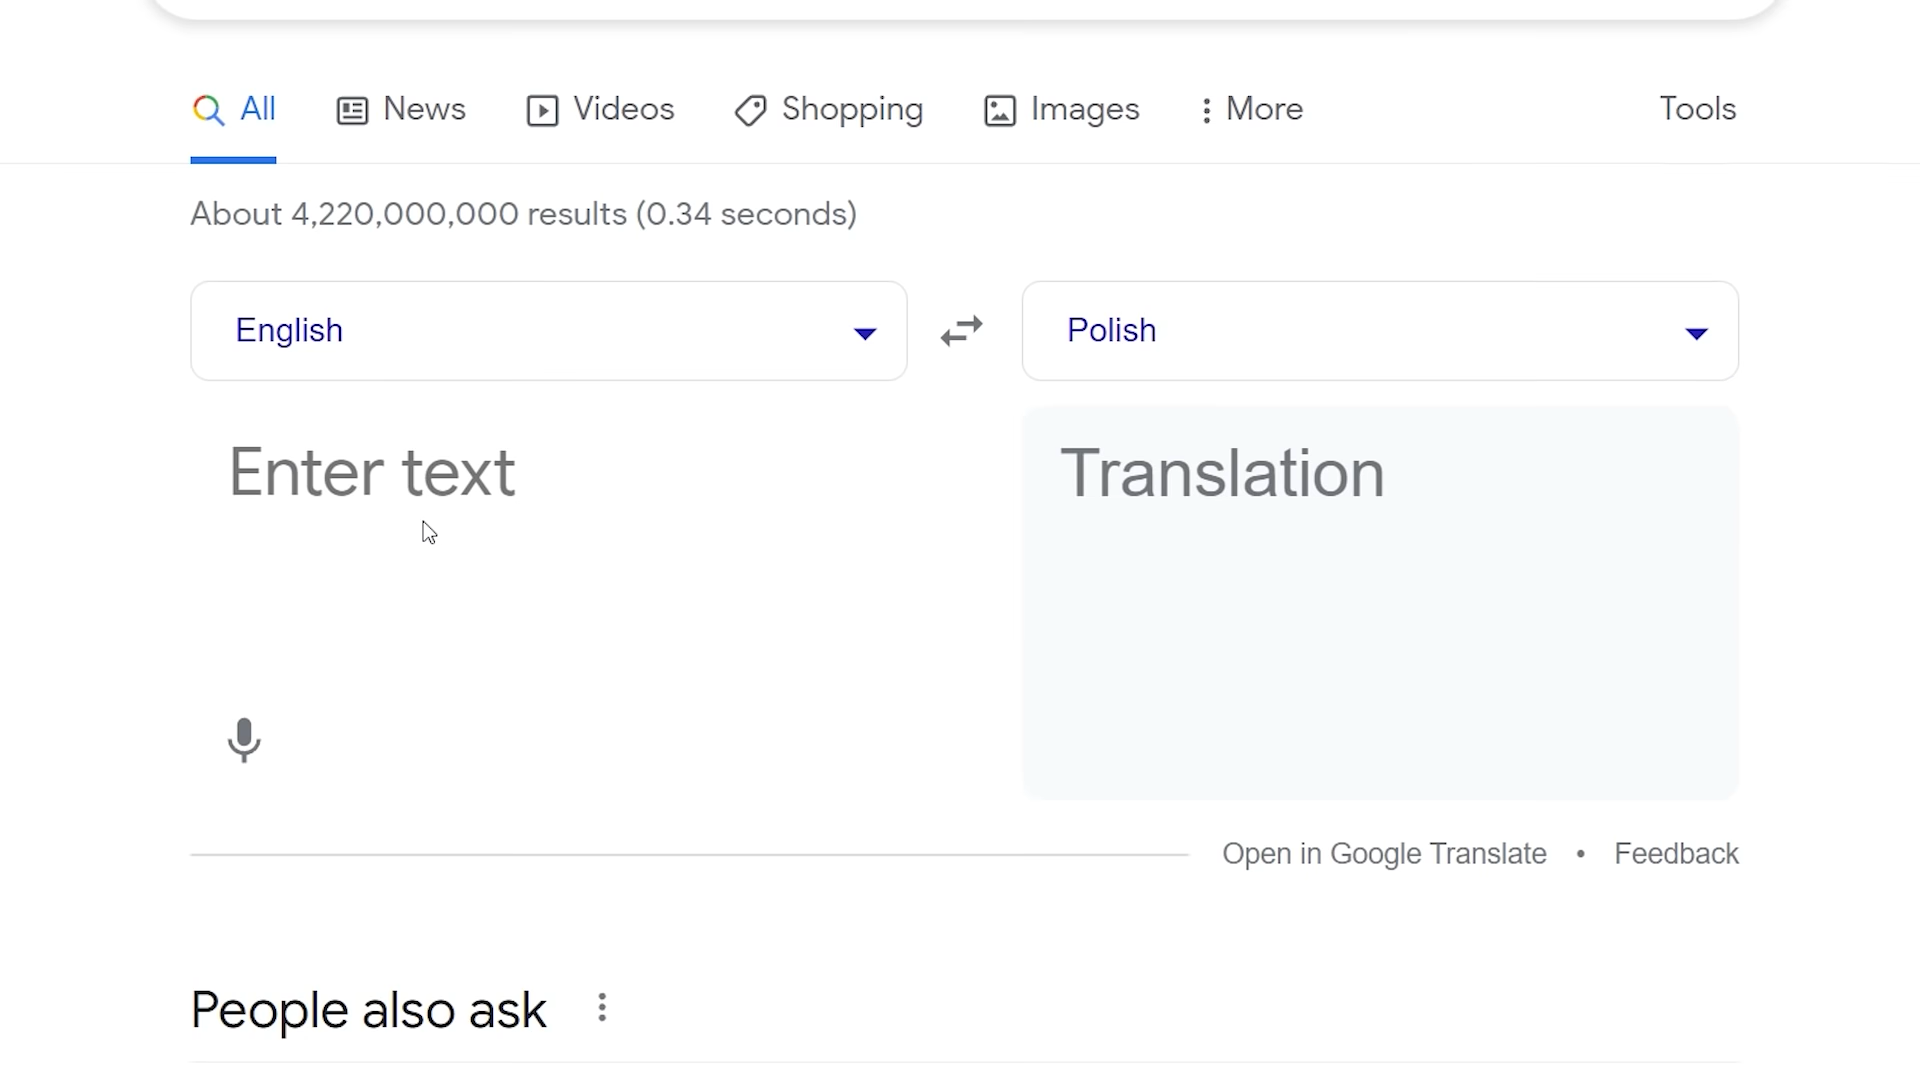 All News Videos Shopping Images More Tools
About 4,220,000,000 results (0.34 seconds)
English Polish
Enter text Translation
Open in Google Translate • Feedback
People also ask